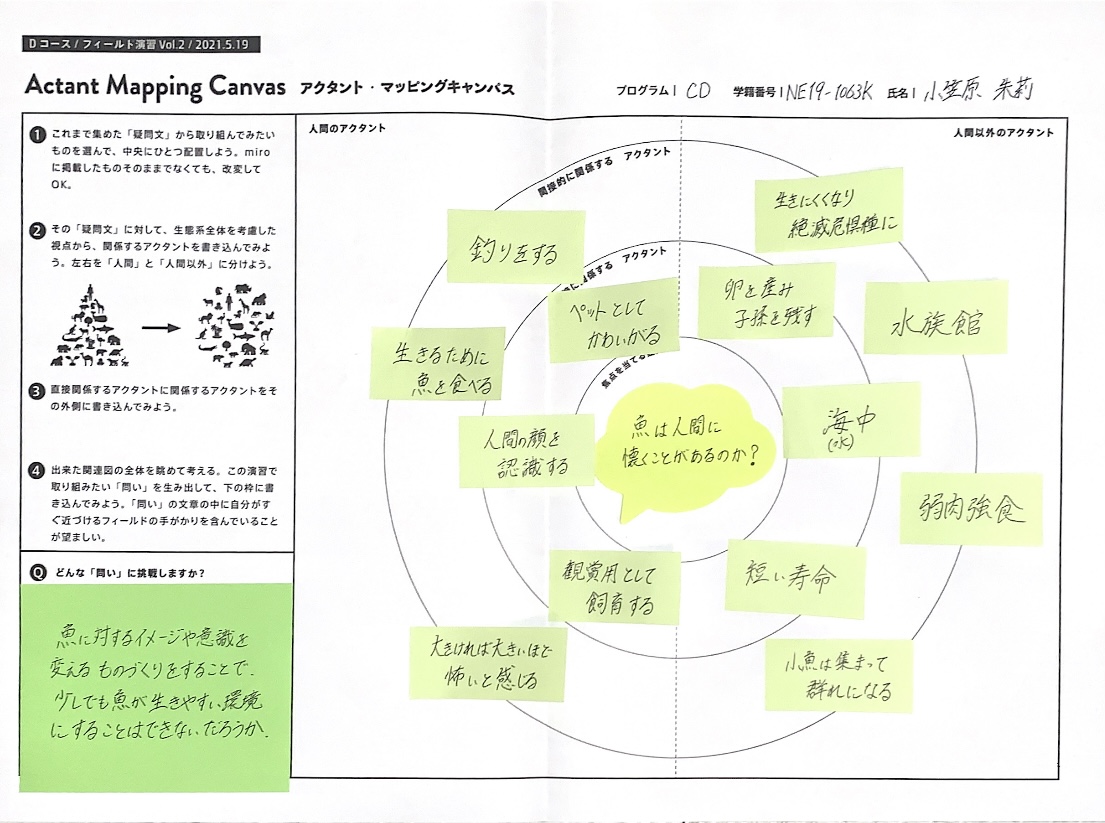 Dコース / フィールド演習 Vol.2 / 2021.5.19
Actant Mapping Canvas アクタント・マッピングキャンバス
プログラム| CD 学籍番号| NE19-1063K 氏名| 小笠原 朱莉
1 これまで集めた「疑問文」から取り組んでみたい
ものを選んで、中央にひとつ配置しよう。miro
に掲載したものそのままでなくても、改変して
OK。
2 その「疑問文」に対して、生態系全体を考慮した
視点から、関係するアクタントを書き込んでみよ
う。左右を「人間」と「人間以外」に分けよう。
3 直接関係するアクタントに関係するアクタントをそ
の外側に書き込んでみよう。
4 出来た関連図の全体を眺めて考える。この演習で
取り組みたい「問い」を生み出して、下の枠に書
き込んでみよう。「問い」の文章の中に自分がす
ぐ近づけるフィールドの手がかりを含んでいること
が望ましい。
Q どんな「問い」に挑戦しますか？
魚に対するイメージや意識を
変えるものづくりをすることで、
少しでも魚が生きやすい環境
にすることはできないだろうか。
人間のアクタント
人間以外のアクタント
間接的に関係する アクタント
関係する アクタント
焦点を当てる
釣りをする
ペットとして
かわいがる
生きるために
魚を食べる
人間の顔を
認識する
観賞用として
飼育する
大きければ大きいほど
怖いと感じる
魚は人間に
懐くことがあるのか？
生きにくくなり
絶滅危惧種に
卵を産み
子孫を残す
水族館
海中
(水)
弱肉強食
短い寿命
小魚は集まって
群れになる